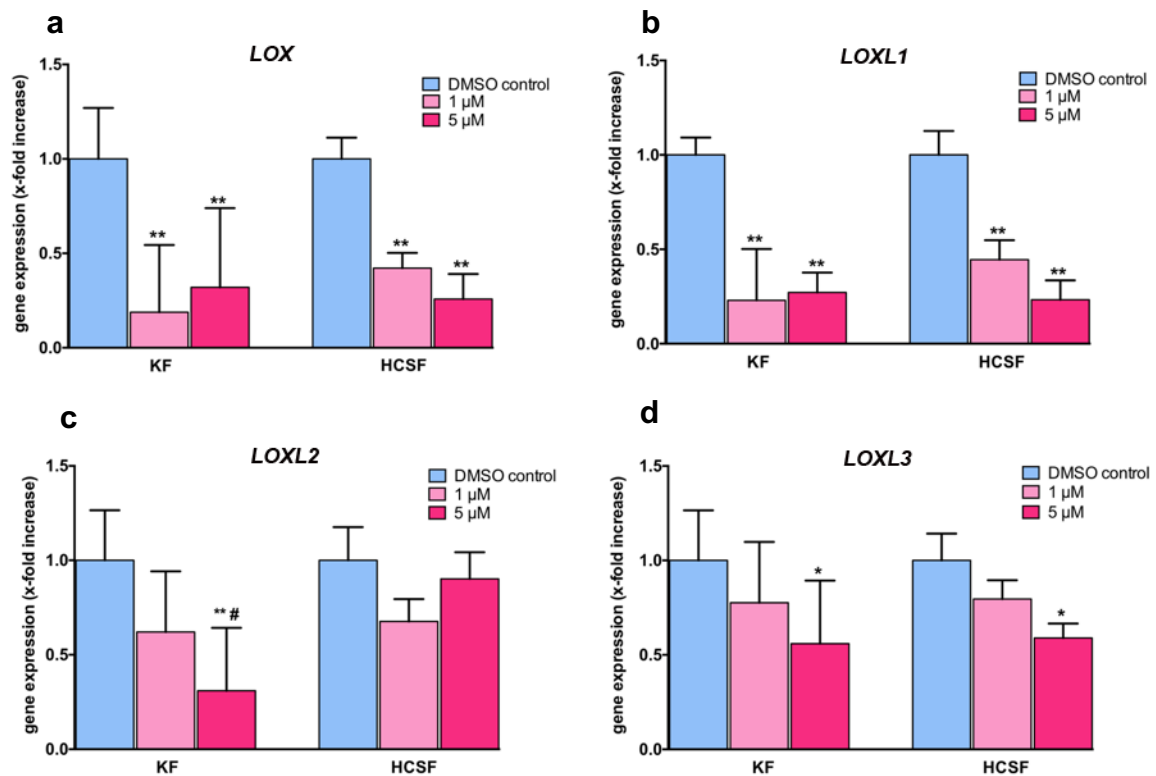 a
LOX
gene expression (x-fold increase)
1.5
1.0
0.5
0.0
DMSO control
1 μM
5 μM
**
**
**
**
KF
HCSF
b
LOXL1
gene expression (x-fold increase)
1.5
1.0
0.5
0.0
DMSO control
1 μM
5 μM
**
**
**
**
KF
HCSF
c
LOXL2
gene expression (x-fold increase)
1.5
1.0
0.5
0.0
DMSO control
1 μM
5 μM
** #
KF
HCSF
d
LOXL3
gene expression (x-fold increase)
1.5
1.0
0.5
0.0
DMSO control
1 μM
5 μM
*
*
KF
HCSF